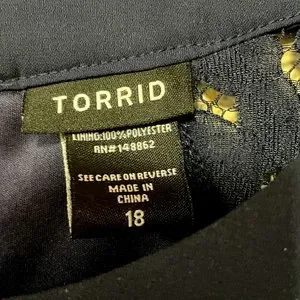 TORRID
LINING:100%POLYESTER
RN#148862
SEE CARE ON REVERSE
MADE IN
CHINA
18